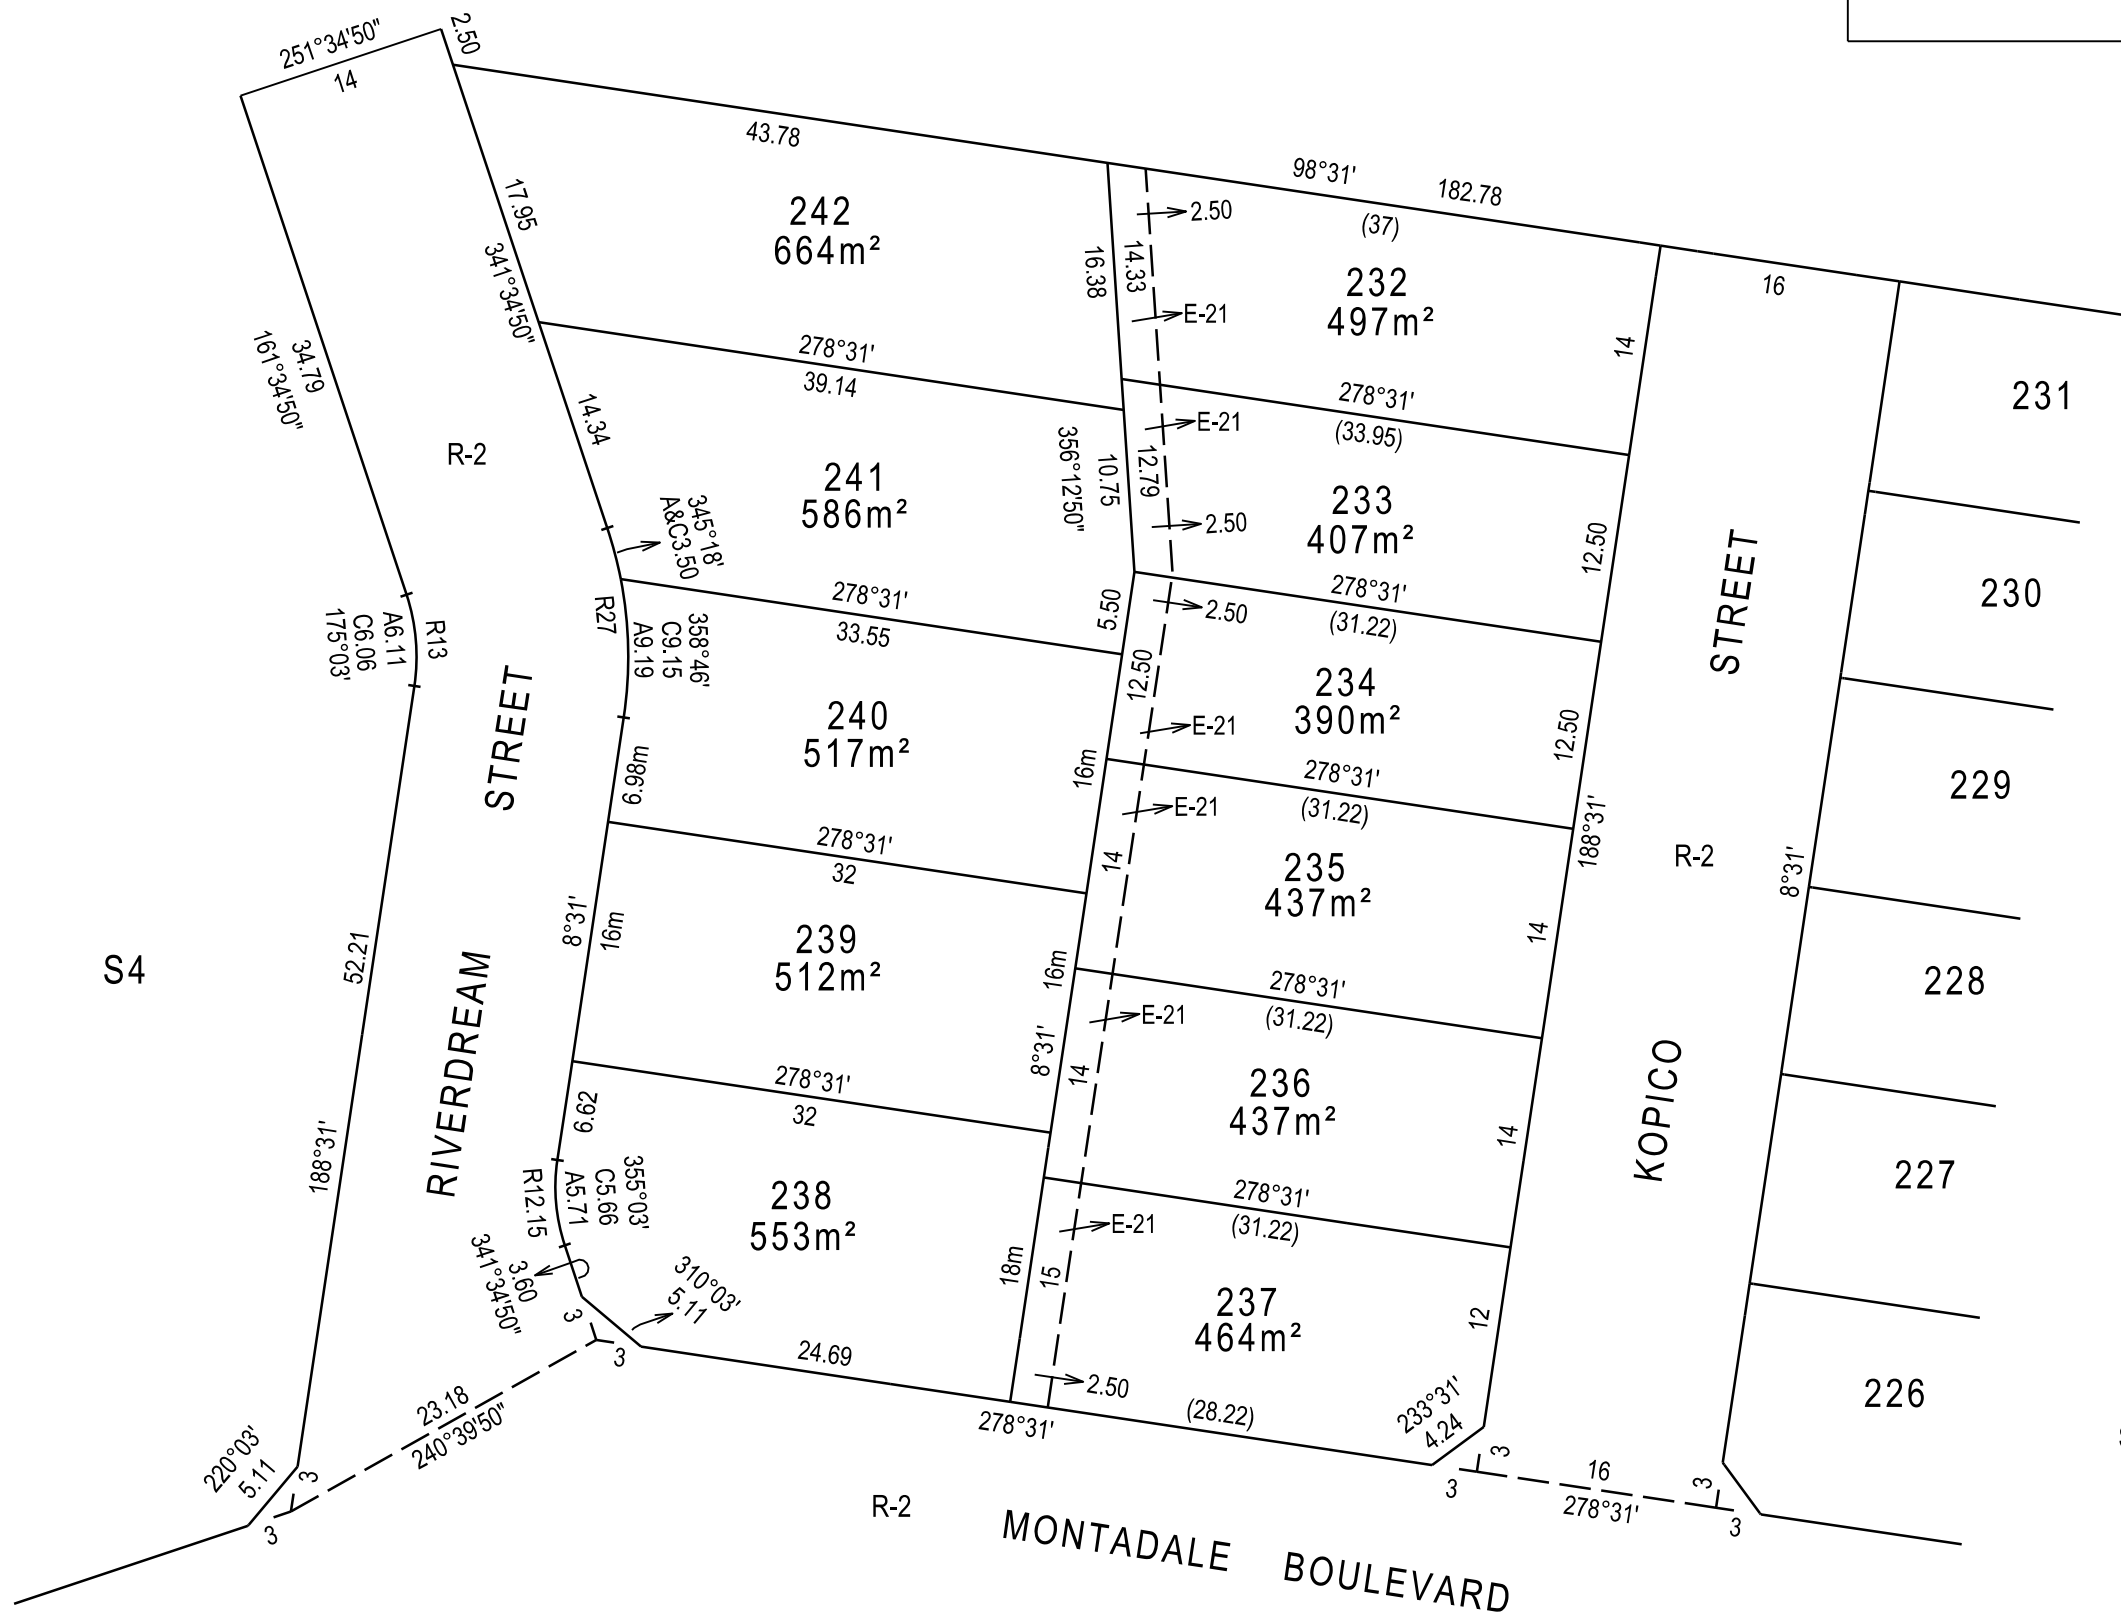 251°34'50"
14
2.50
43.78
98°31'
182.78
(37)
16
17.95
341°34'50"
242
664m²
16.38
14.33
2.50
E-21
232
497m²
14
231
34.79
161°34'50"
278°31'
39.14
14.34
R-2
241
586m²
345°18'
A&C3.50
356°12'50"
10.75
12.79
E-21
2.50
278°31'
(33.95)
233
407m²
12.50
STREET
230
R13
A6.11
C6.06
175°03'
R27
358°46'
C9.15
A9.19
278°31'
33.55
5.50
12.50
2.50
278°31'
(31.22)
234
390m²
E-21
12.50
229
STREET
240
517m²
6.98m
16m
278°31'
(31.22)
E-21
235
437m²
14
14
188°31'
R-2
8°31'
278°31'
32
8°31'
16m
239
512m²
16m
S4
52.21
RIVERDREAM
188°31'
278°31'
(31.22)
E-21
236
437m²
8°31'
14
14
KOPICO
228
227
278°31'
32
6.62
R12.15
A5.71
C5.66
355°03'
238
553m²
341°34'50"
3.60
310°03'
5.11
3
3
18m
15
278°31'
(31.22)
E-21
237
464m²
12
226
24.69
278°31'
2.50
(28.22)
233°31'
4.24
23.18
240°39'50"
220°03'
5.11
3
3
3
3
16
278°31'
3
3
R-2
MONTADALE BOULEVARD